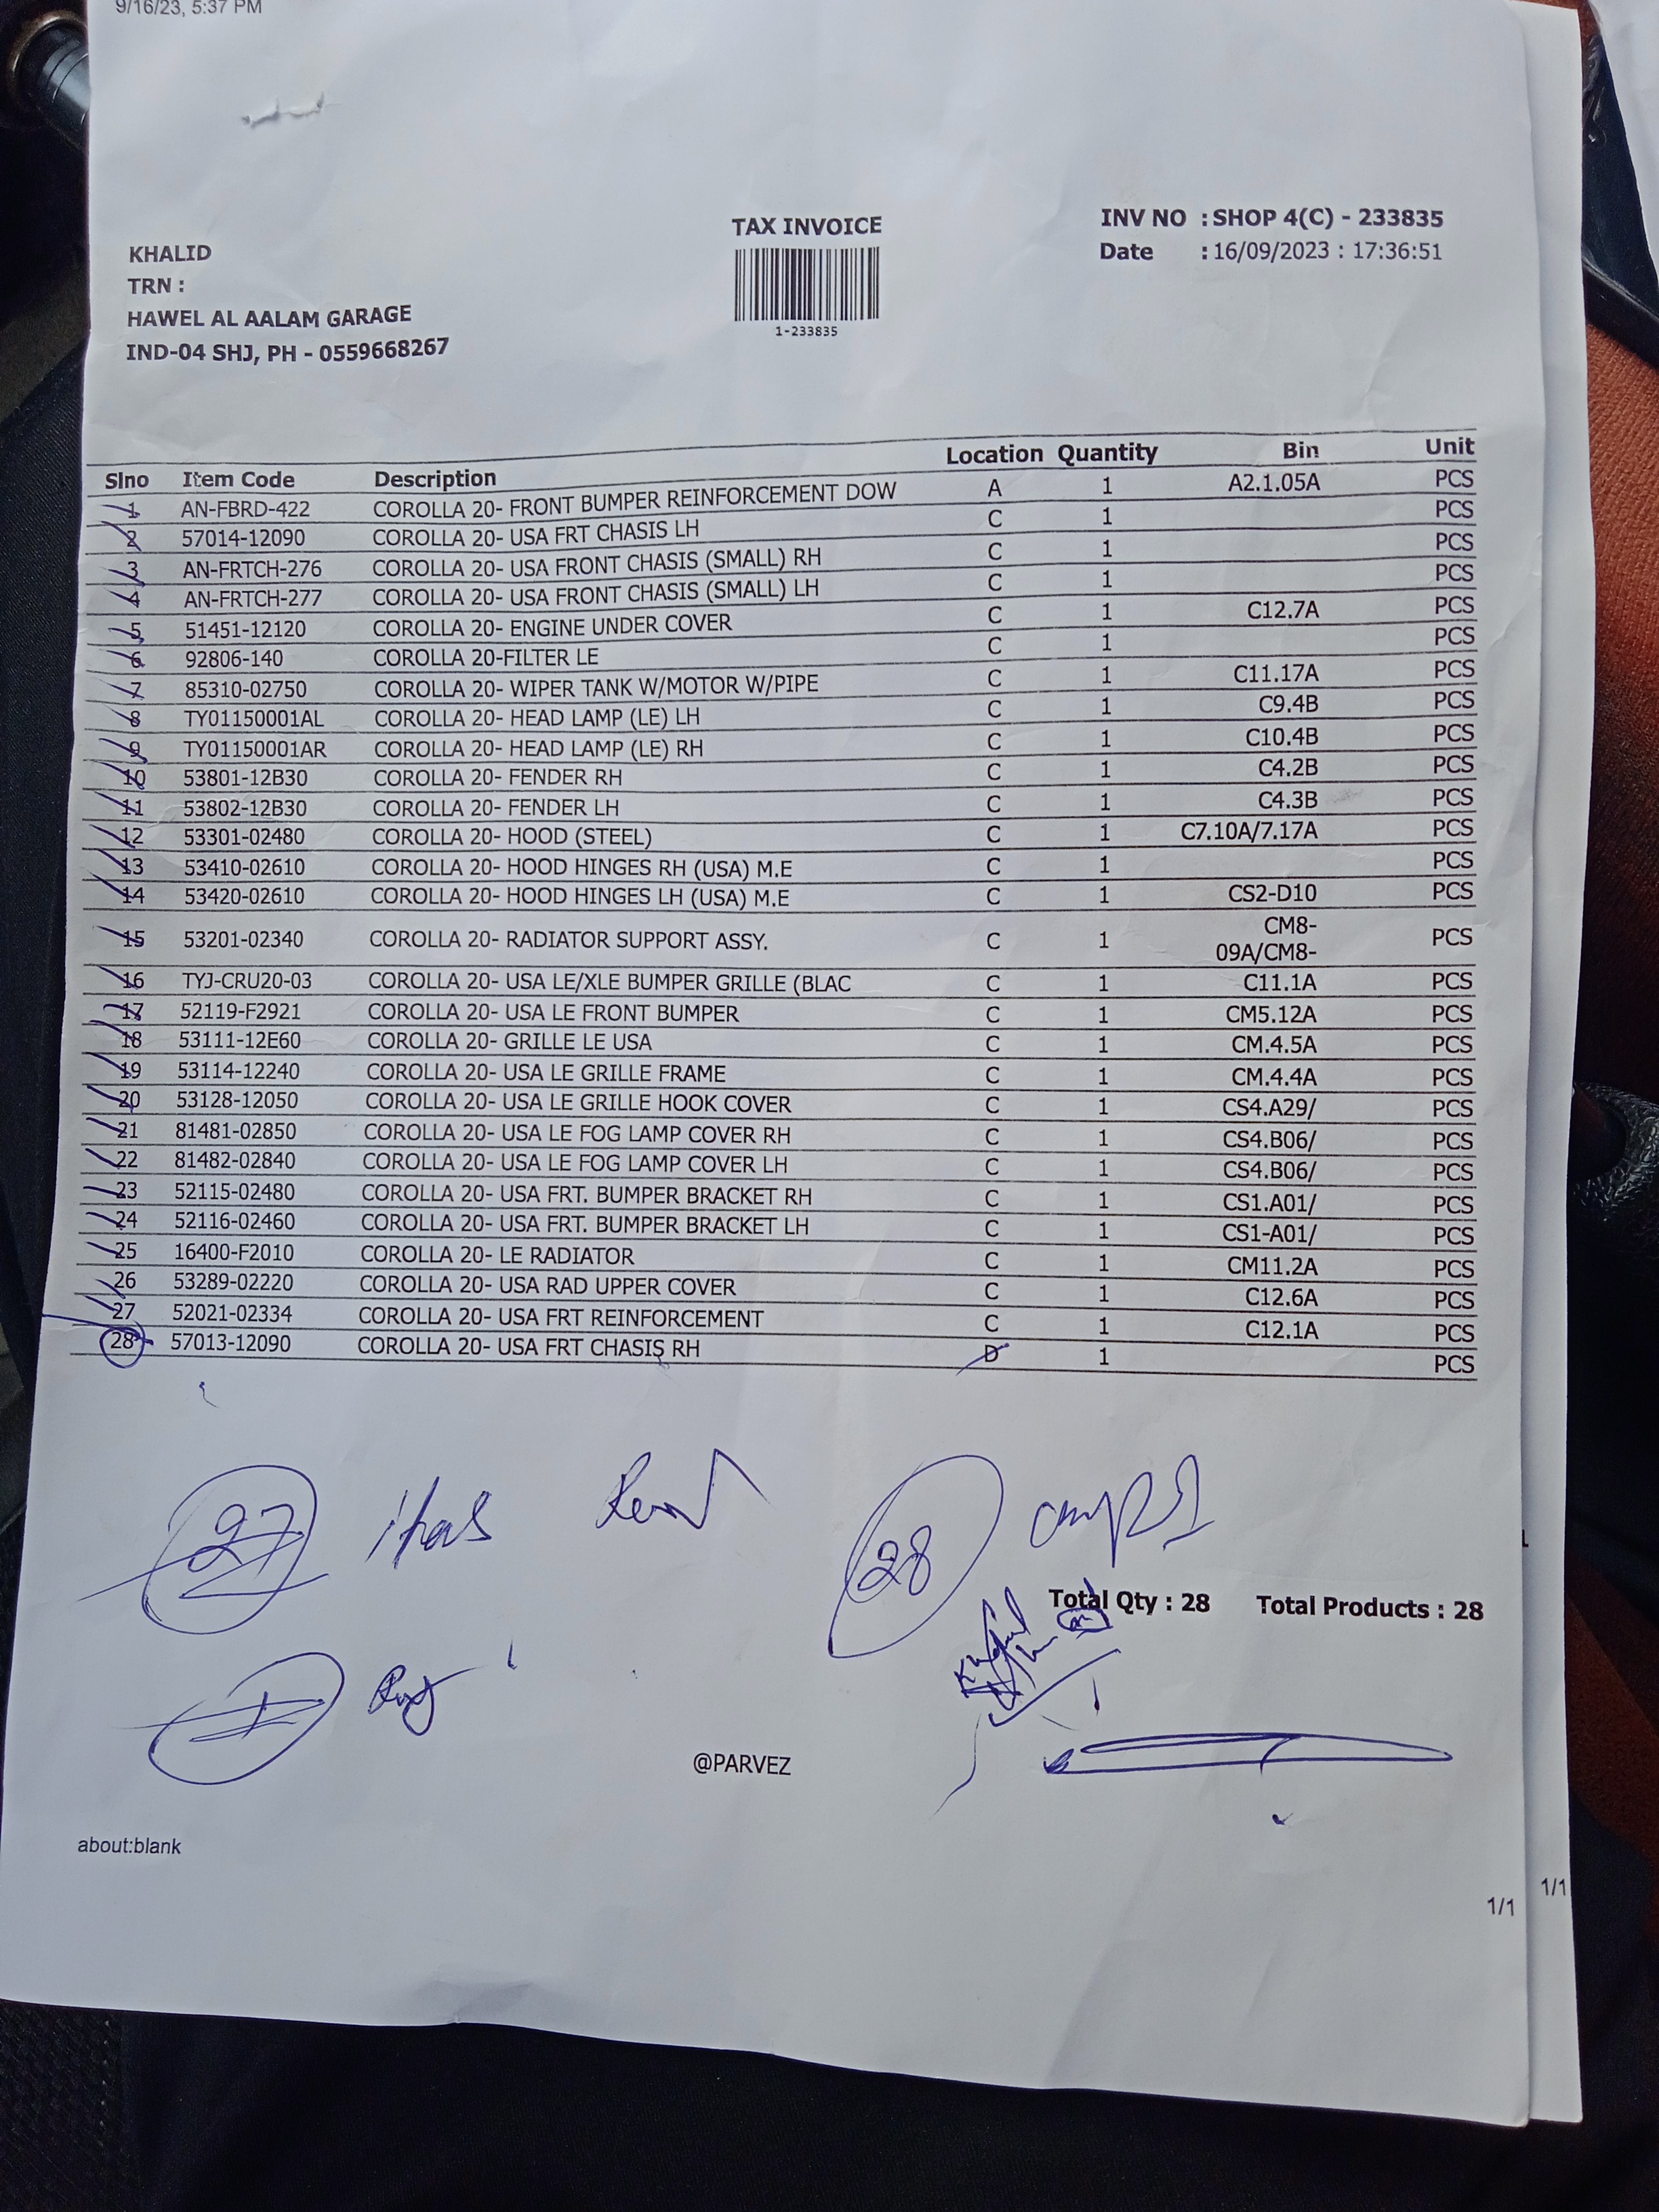 9/16/23, 5:37 PM
TAX INVOICE
1-233835
INV NO : SHOP 4(C) - 233835
Date : 16/09/2023 : 17:36:51
KHALID
TRN :
HAWEL AL AALAM GARAGE
IND-04 SHJ, PH - 0559668267
Slno Item Code Description Location Quantity Bin Unit
1 AN-FBRD-422 COROLLA 20- FRONT BUMPER REINFORCEMENT DOW A 1 A2.1.05A PCS
2 57014-12090 COROLLA 20- USA FRT CHASIS LH C 1 PCS
3 AN-FRTCH-276 COROLLA 20- USA FRONT CHASIS (SMALL) RH C 1 PCS
4 AN-FRTCH-277 COROLLA 20- USA FRONT CHASIS (SMALL) LH C 1 PCS
5 51451-12120 COROLLA 20- ENGINE UNDER COVER C 1 C12.7A PCS
6 92806-140 COROLLA 20-FILTER LE C 1 PCS
7 85310-02750 COROLLA 20- WIPER TANK W/MOTOR W/PIPE C 1 C11.17A PCS
8 TY01150001AL COROLLA 20- HEAD LAMP (LE) LH C 1 C9.4B PCS
9 TY01150001AR COROLLA 20- HEAD LAMP (LE) RH C 1 C10.4B PCS
10 53801-12B30 COROLLA 20- FENDER RH C 1 C4.2B PCS
11 53802-12B30 COROLLA 20- FENDER LH C 1 C4.3B PCS
12 53301-02480 COROLLA 20- HOOD (STEEL) C 1 C7.10A/7.17A PCS
13 53410-02610 COROLLA 20- HOOD HINGES RH (USA) M.E C 1 PCS
14 53420-02610 COROLLA 20- HOOD HINGES LH (USA) M.E C 1 CS2-D10 PCS
15 53201-02340 COROLLA 20- RADIATOR SUPPORT ASSY. C 1 CM8-
09A/CM8- PCS
16 TYJ-CRU20-03 COROLLA 20- USA LE/XLE BUMPER GRILLE (BLAC C 1 C11.1A PCS
17 52119-F2921 COROLLA 20- USA LE FRONT BUMPER C 1 CM5.12A PCS
18 53111-12E60 COROLLA 20- GRILLE LE USA C 1 CM.4.5A PCS
19 53114-12240 COROLLA 20- USA LE GRILLE FRAME C 1 CM.4.4A PCS
20 53128-12050 COROLLA 20- USA LE GRILLE HOOK COVER C 1 CS4.A29/ PCS
21 81481-02850 COROLLA 20- USA LE FOG LAMP COVER RH C 1 CS4.B06/ PCS
22 81482-02840 COROLLA 20- USA LE FOG LAMP COVER LH C 1 CS4.B06/ PCS
23 52115-02480 COROLLA 20- USA FRT. BUMPER BRACKET RH C 1 CS1.A01/ PCS
24 52116-02460 COROLLA 20- USA FRT. BUMPER BRACKET LH C 1 CS1-A01/ PCS
25 16400-F2010 COROLLA 20- LE RADIATOR C 1 CM11.2A PCS
26 53289-02220 COROLLA 20- USA RAD UPPER COVER C 1 C12.6A PCS
27 52021-02334 COROLLA 20- USA FRT REINFORCEMENT C 1 C12.1A PCS
28 57013-12090 COROLLA 20- USA FRT CHASIS RH D 1 PCS
27 28
Total Qty : 28 Total Products : 28
@PARVEZ
about:blank
1/1
1/1